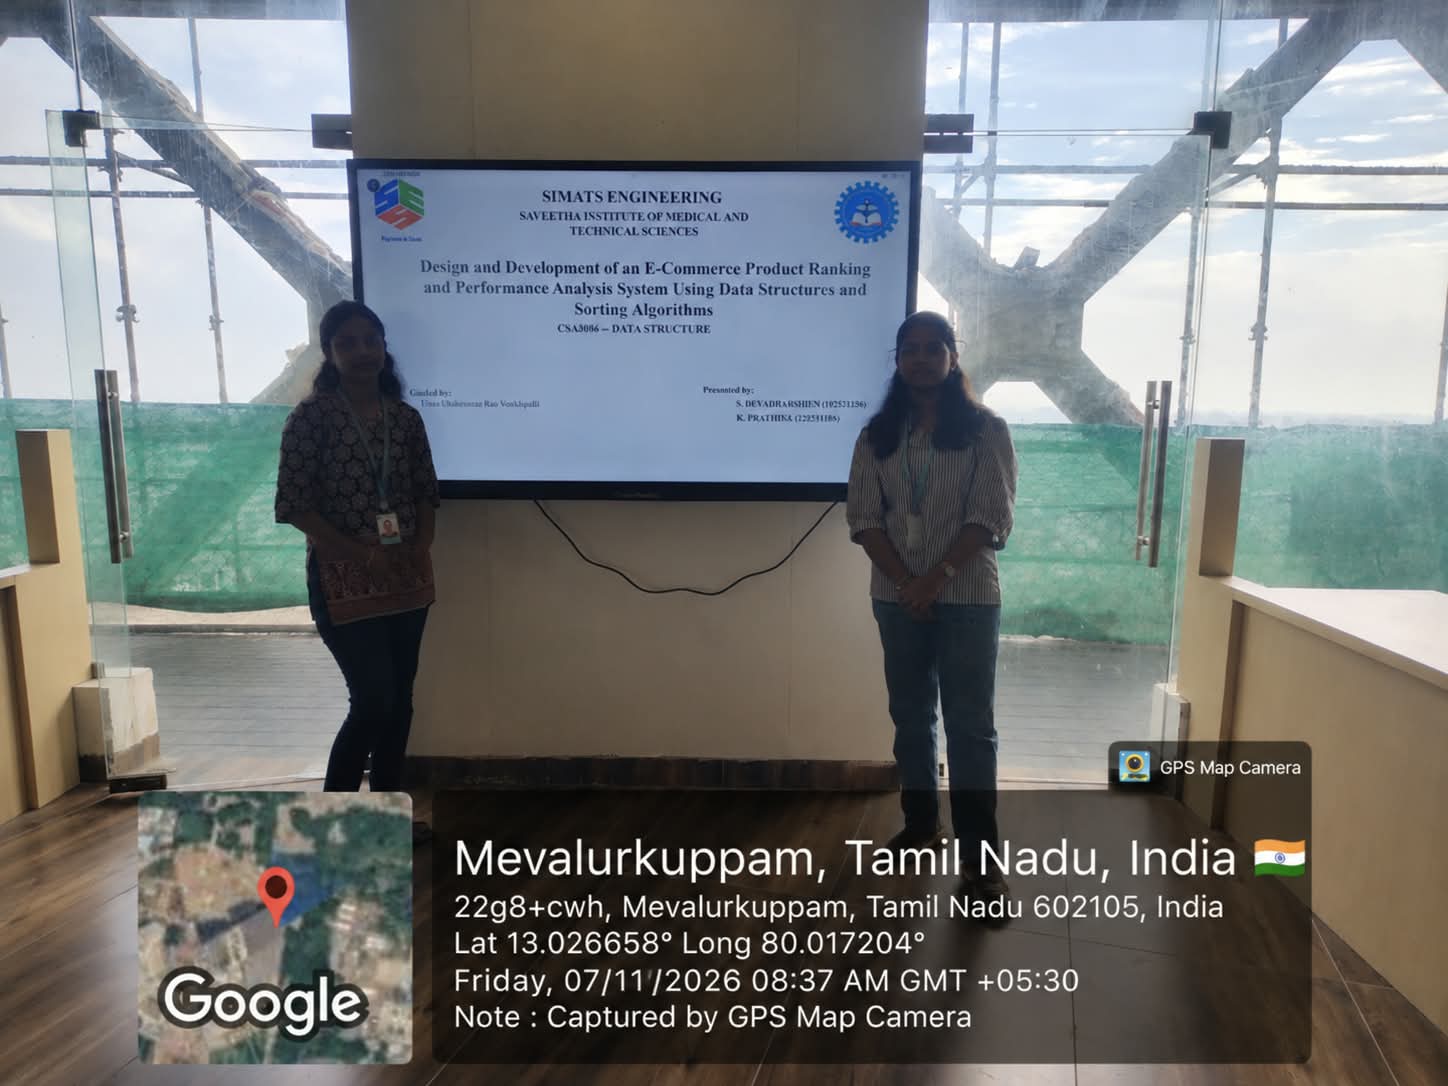 SIMATS ENGINEERING
SAVEETHA INSTITUTE OF MEDICAL AND
TECHNICAL SCIENCES
Design and Development of an E-Commerce Product Ranking
and Performance Analysis System Using Data Structures and
Sorting Algorithms
DATA STRUCTURE
Guided by:
Rao
Presented by:
S. DEVADRARSHIEN
K. PRATHIKA
GPS Map Camera
Mevalurkuppam, Tamil Nadu, India
22g8+cwh, Mevalurkuppam, Tamil Nadu 602105, India
Lat 13.026658° Long 80.017204°
Friday, 07/11/2026 08:37 AM GMT +05:30
Note : Captured by GPS Map Camera
Google